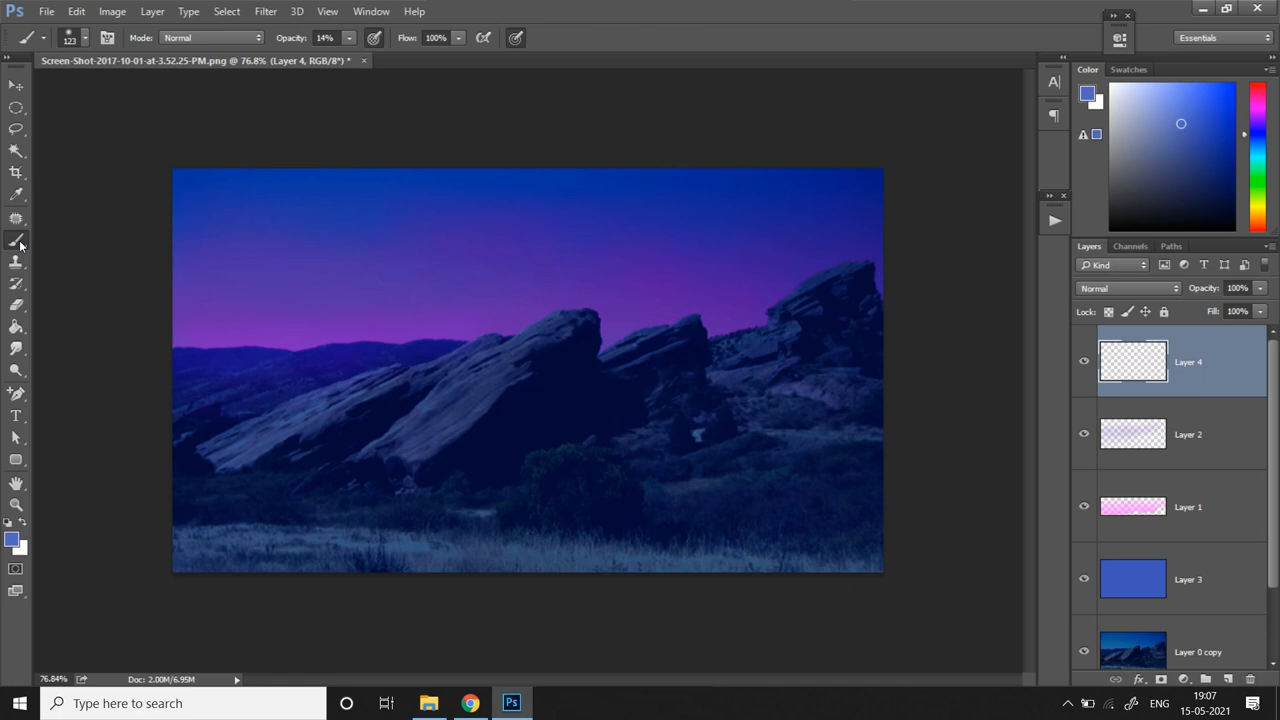 Ps File Edit Image Layer Type Select Filter 3D View Window Help
123 Mode: Normal Opacity: 14% Flow: 100% Essentials
Screen-Shot-2017-10-01-at-3.52.25-PM.png @ 76.8% (Layer 4, RGB/8*) *
Color Swatches
Layers Channels Paths
Kind
Normal Opacity: 100%
Lock: Fill: 100%
Layer 4
Layer 2
Layer 1
Layer 3
Layer 0 copy
76.84% Doc: 2.00M/6.95M
Type here to search
Ps
ENG
19:07
15-05-2021